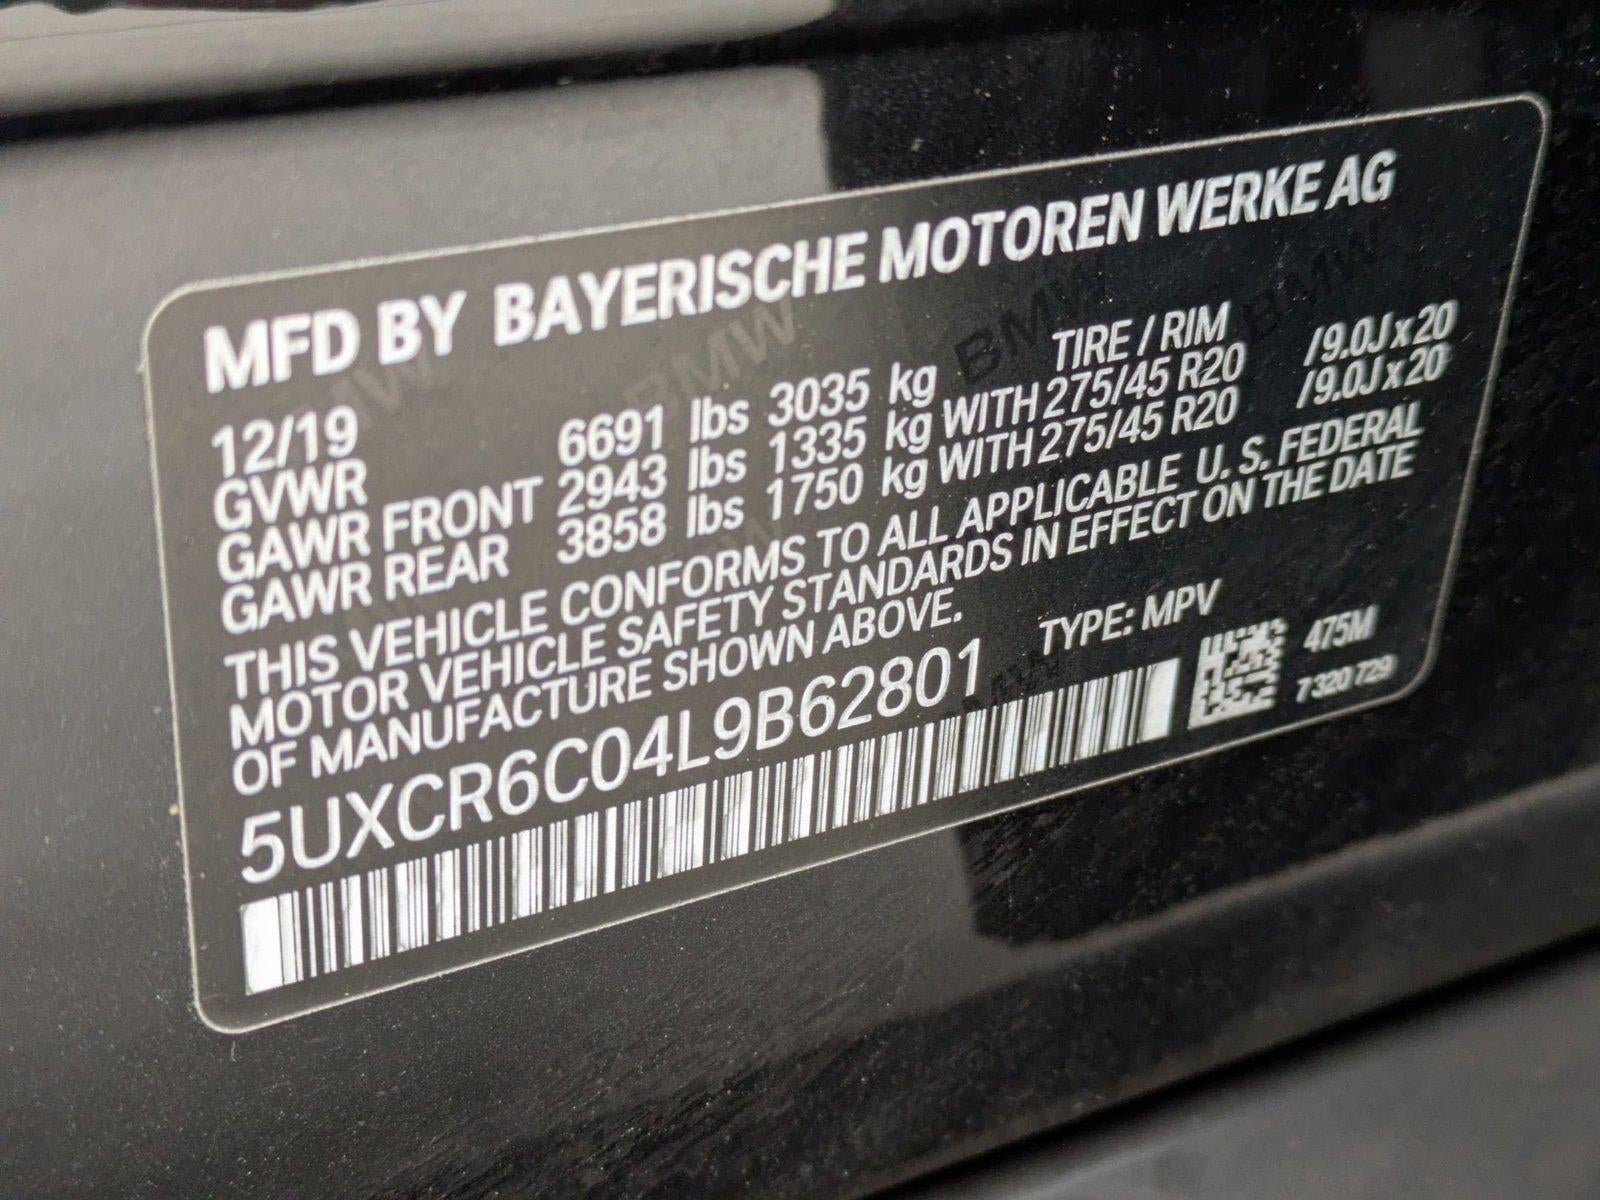 MFD BY BAYERISCHE MOTOREN WERKE AG
12/19 TIRE / RIM
GVWR 6691 lbs 3035 kg
GAWR FRONT 2943 lbs 1335 kg WITH 275/45 R20 /9.0J x 20
GAWR REAR 3858 lbs 1750 kg WITH 275/45 R20 /9.0J x 20
THIS VEHICLE CONFORMS TO ALL APPLICABLE U. S. FEDERAL
MOTOR VEHICLE SAFETY STANDARDS IN EFFECT ON THE DATE
OF MANUFACTURE SHOWN ABOVE.
TYPE: MPV
5UXCR6C04L9B62801
475M
7 320 729
BMW
BMW
BMW